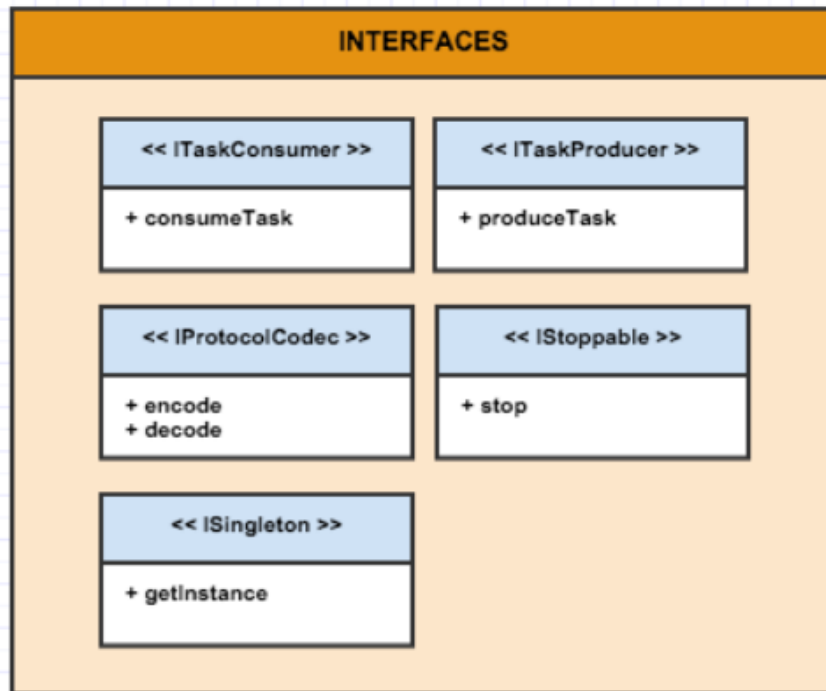 INTERFACES
<< ITaskConsumer >>
+ consumeTask
<< ITaskProducer >>
+ produceTask
<< IProtocolCodec >>
+ encode
+ decode
<< IStoppable >>
+ stop
<< ISingleton >>
+ getInstance